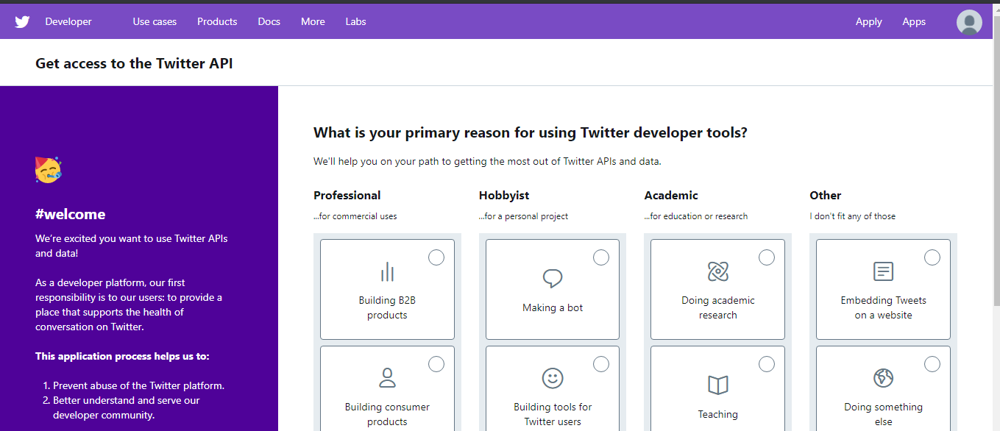 Developer
Use cases
Products
Docs
More
Labs
Apply
Apps
Get access to the Twitter API
#welcome
We’re excited you want to use Twitter APIs
and data!
As a developer platform, our first
responsibility is to our users: to provide a
place that supports the health of
conversation on Twitter.
This application process helps us to:
1. Prevent abuse of the Twitter platform.
2. Better understand and serve our
developer community.
What is your primary reason for using Twitter developer tools?
We'll help you on your path to getting the most out of Twitter APIs and data.
Professional
...for commercial uses
Building B2B
products
Building consumer
products
Hobbyist
...for a personal project
Making a bot
Building tools for
Twitter users
Academic
...for education or research
Doing academic
research
Teaching
Other
I don't fit any of those
Embedding Tweets
on a website
Doing something
else